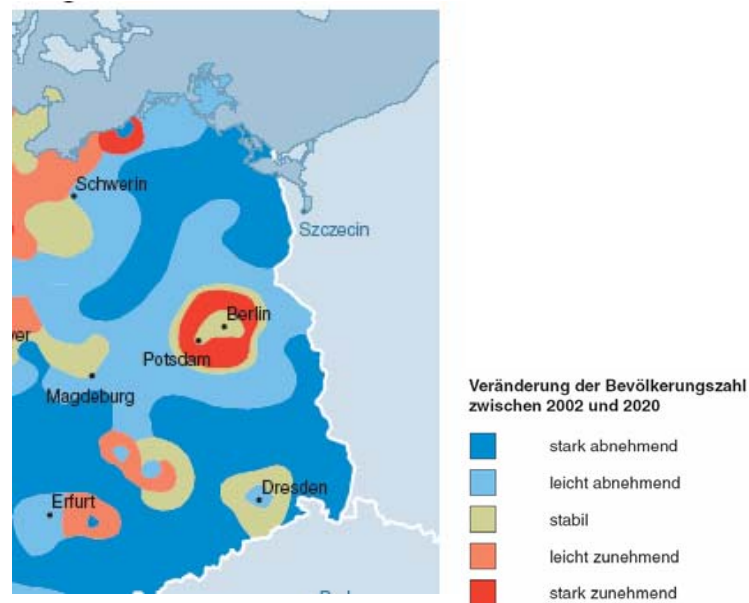 Schwerin
Szczecin
Berlin
Potsdam
Magdeburg
Dresden
Erfurt
Veränderung der Bevölkerungszahl
zwischen 2002 und 2020
stark abnehmend
leicht abnehmend
stabil
leicht zunehmend
stark zunehmend